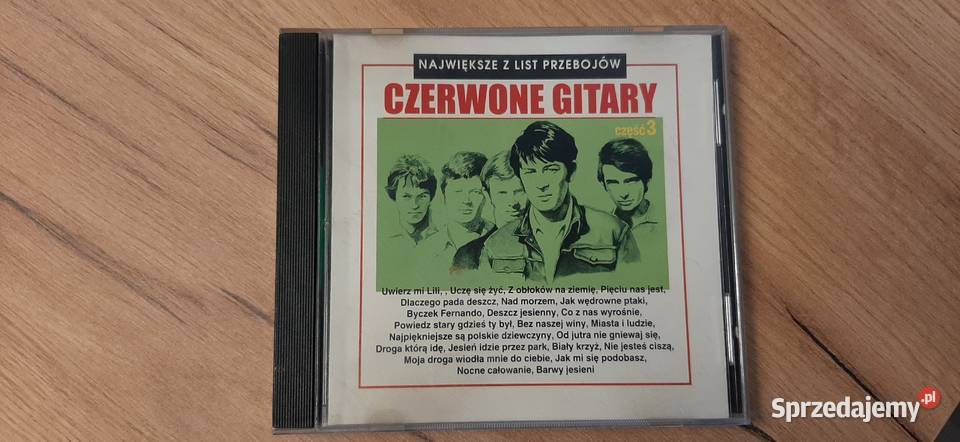 NAJWIĘKSZE Z LIST PRZEBOJÓW
CZERWONE GITARY
część 3
Uwierz mi Lili, , Uczę się żyć, Z obłoków na ziemię, Pięciu nas jest,
Dlaczego pada deszcz, Nad morzem, Jak wędrowne ptaki,
Byczek Fernando, Deszcz jesienny, Co z nas wyrośnie,
Powiedz stary gdzieś ty był, Bez naszej winy, Miasta i ludzie,
Najpiękniejsze są polskie dziewczyny, Od jutra nie gniewaj się,
Droga którą idę, Jesień idzie przez park, Biały krzyż, Nie jesteś ciszą,
Moja droga wiodła mnie do ciebie, Jak mi się podobasz,
Nocne całowanie, Barwy jesieni
Sprzedajemy.pl